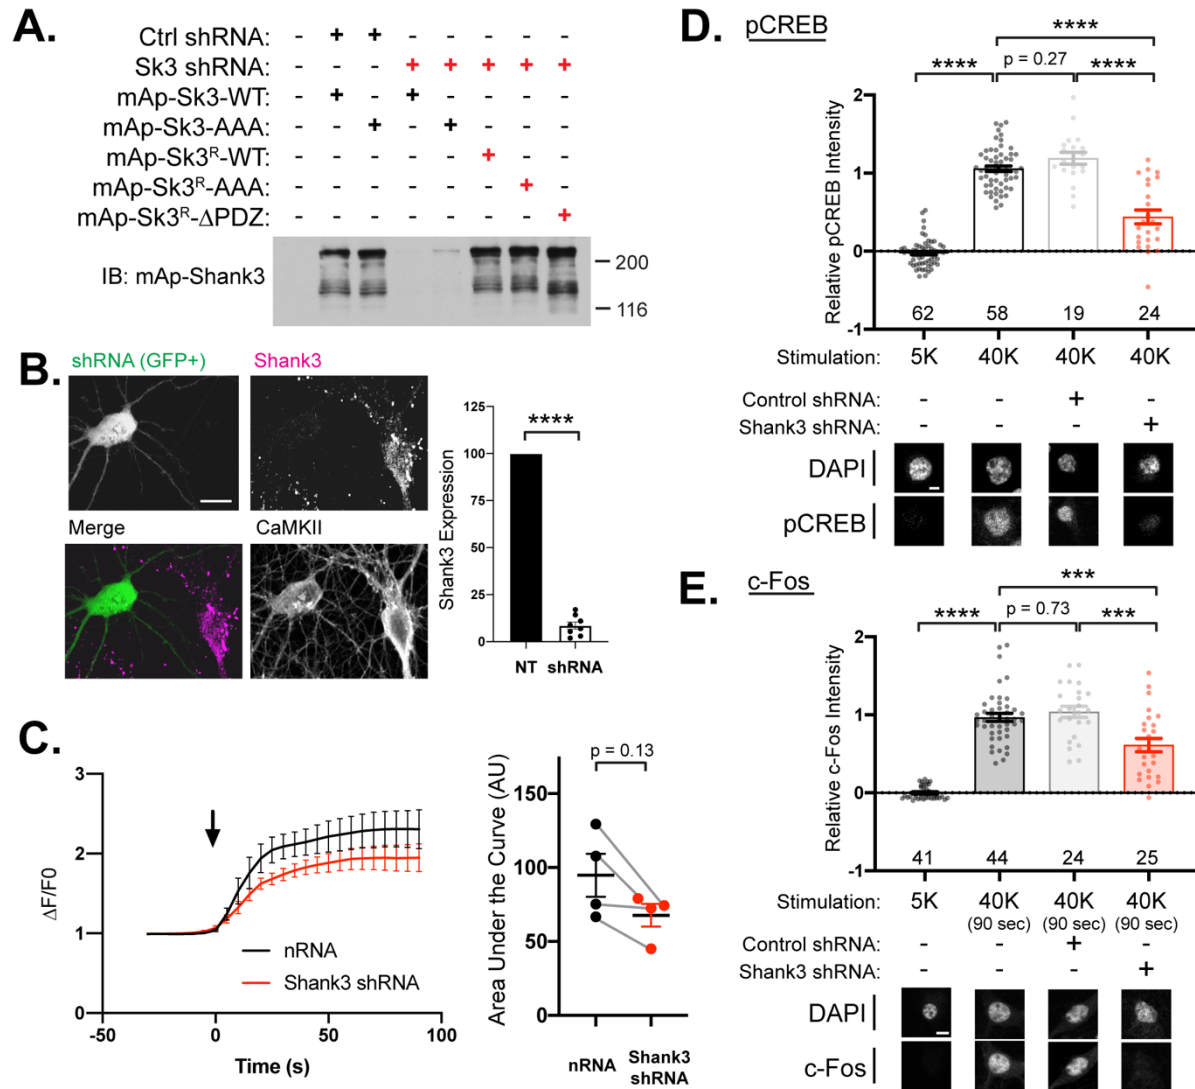 A.
Ctrl shRNA: - + + - - - - -
Sk3 shRNA: - - - + + + + +
mAp-Sk3-WT: - + - + - - - -
mAp-Sk3-AAA: - - + - + - - -
mAp-Sk3R-WT: - - - - - + - -
mAp-Sk3R-AAA: - - - - - - + -
mAp-Sk3R-ΔPDZ: - - - - - - - +
IB: mAp-Shank3
200
116
B.
shRNA (GFP+)
Shank3
Merge
CaMKII
Shank3 Expression
125
100
75
50
25
0
****
NT shRNA
C.
ΔF/F0
3
2
1
0
-50 0 50 100
Time (s)
nRNA
Shank3 shRNA
Area Under the Curve (AU)
150
100
50
0
p = 0.13
nRNA
Shank3
shRNA
D.
pCREB
****
**** p = 0.27 ****
Relative pCREB Intensity
2
1
0
-1
62 58 19 24
Stimulation: 5K 40K 40K 40K
Control shRNA: - - + -
Shank3 shRNA: - - - +
DAPI
pCREB
E.
c-Fos
***
**** p = 0.73 ***
Relative c-Fos Intensity
2
1
0
-1
41 44 24 25
Stimulation: 5K 40K 40K 40K
(90 sec) (90 sec) (90 sec)
Control shRNA: - - + -
Shank3 shRNA: - - - +
DAPI
c-Fos